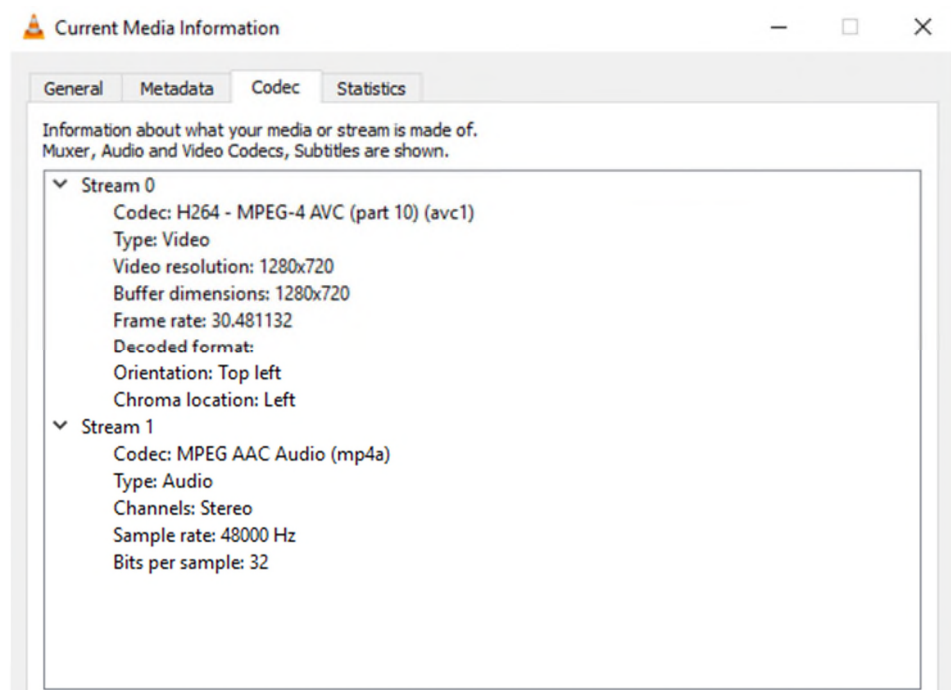 Current Media Information
General Metadata Codec Statistics
Information about what your media or stream is made of.
Muxer, Audio and Video Codecs, Subtitles are shown.
Stream 0
Codec: H264 - MPEG-4 AVC (part 10) (avc1)
Type: Video
Video resolution: 1280x720
Buffer dimensions: 1280x720
Frame rate: 30.481132
Decoded format:
Orientation: Top left
Chroma location: Left
Stream 1
Codec: MPEG AAC Audio (mp4a)
Type: Audio
Channels: Stereo
Sample rate: 48000 Hz
Bits per sample: 32